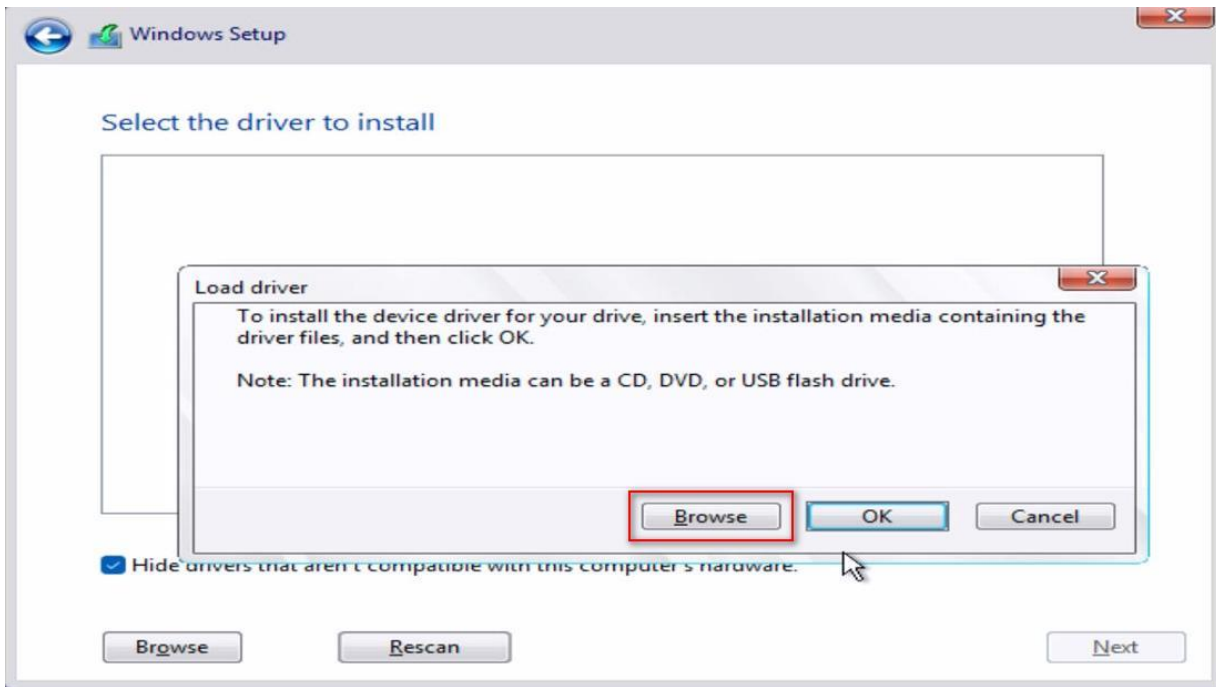 Windows Setup
Select the driver to install
Load driver
To install the device driver for your drive, insert the installation media containing the
driver files, and then click OK.
Note: The installation media can be a CD, DVD, or USB flash drive.
Browse OK Cancel
Hide drivers that aren't compatible with this computer's hardware.
Browse Rescan Next